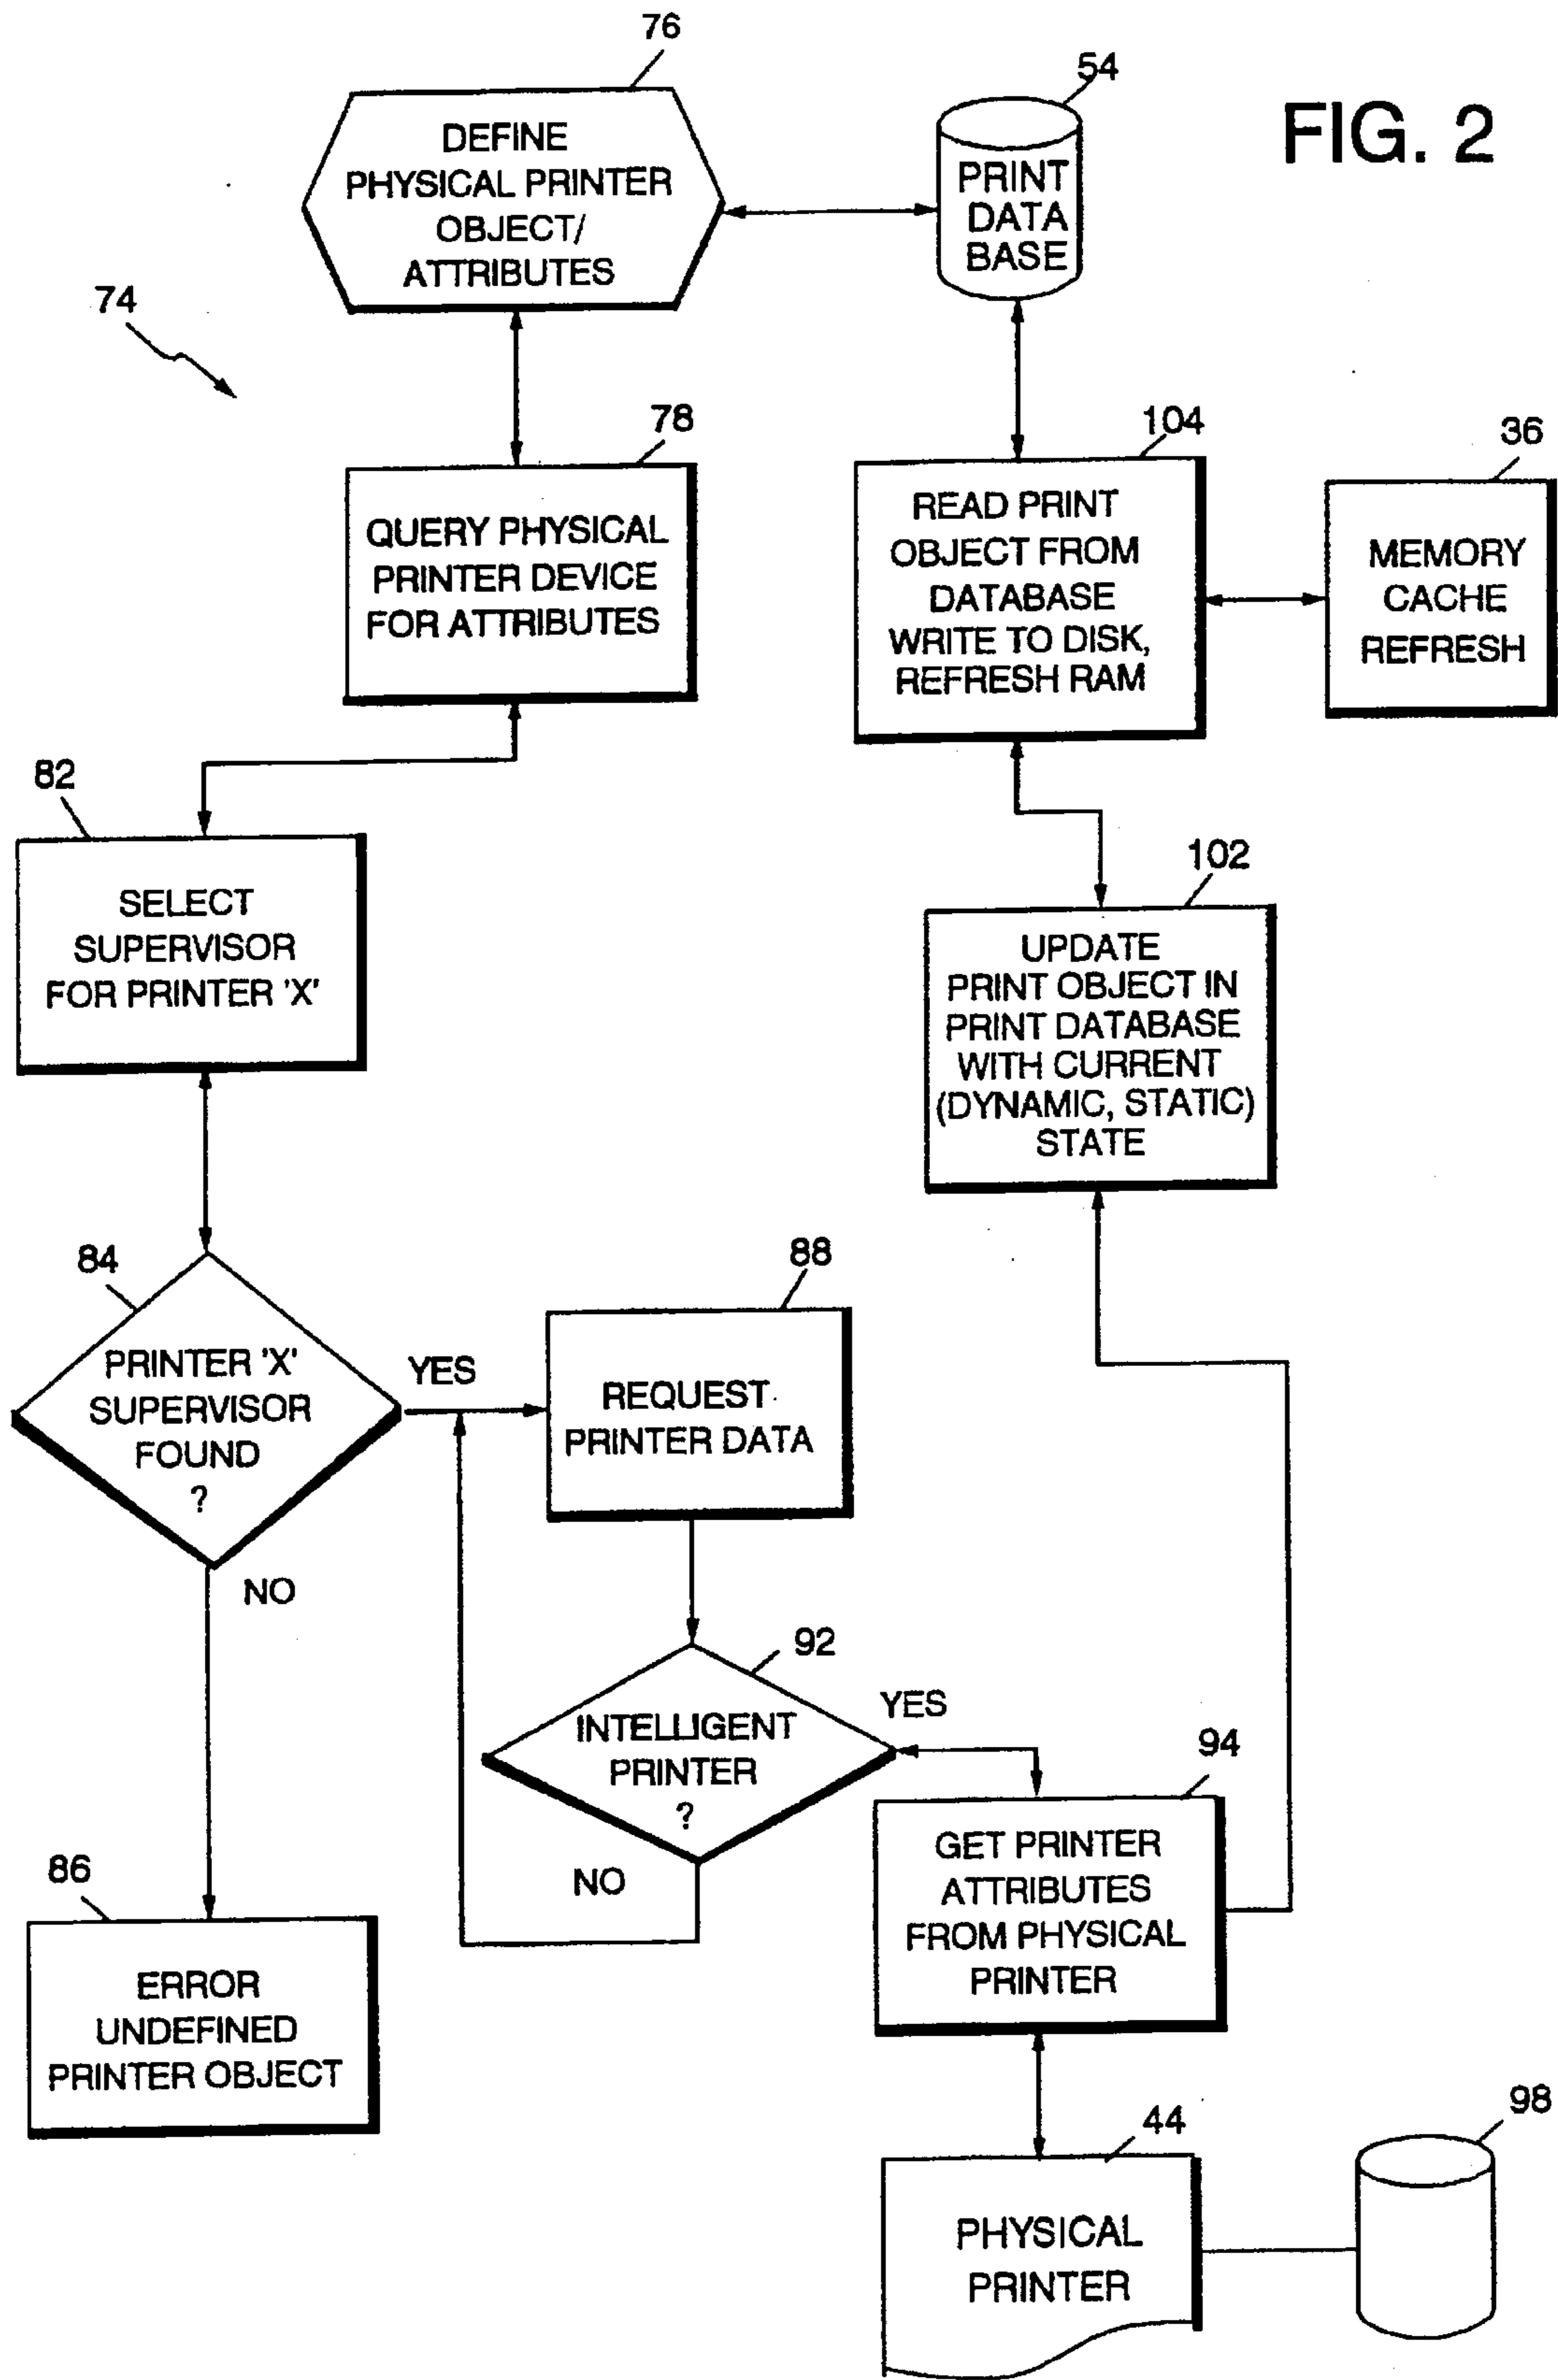 76
54
FIG. 2
DEFINE
PHYSICAL PRINTER
OBJECT/
ATTRIBUTES
PRINT
DATA
BASE
74
78
QUERY PHYSICAL
PRINTER DEVICE
FOR ATTRIBUTES
104
READ PRINT
OBJECT FROM
DATABASE
WRITE TO DISK,
REFRESH RAM
36
MEMORY
CACHE
REFRESH
82
SELECT
SUPERVISOR
FOR PRINTER 'X'
102
UPDATE
PRINT OBJECT IN
PRINT DATABASE
WITH CURRENT
(DYNAMIC, STATIC)
STATE
84
PRINTER 'X'
SUPERVISOR
FOUND
?
YES
NO
88
REQUEST
PRINTER DATA
92
INTELLIGENT
PRINTER
?
YES
NO
94
GET PRINTER
ATTRIBUTES
FROM PHYSICAL
PRINTER
86
ERROR
UNDEFINED
PRINTER OBJECT
44
PHYSICAL
PRINTER
98